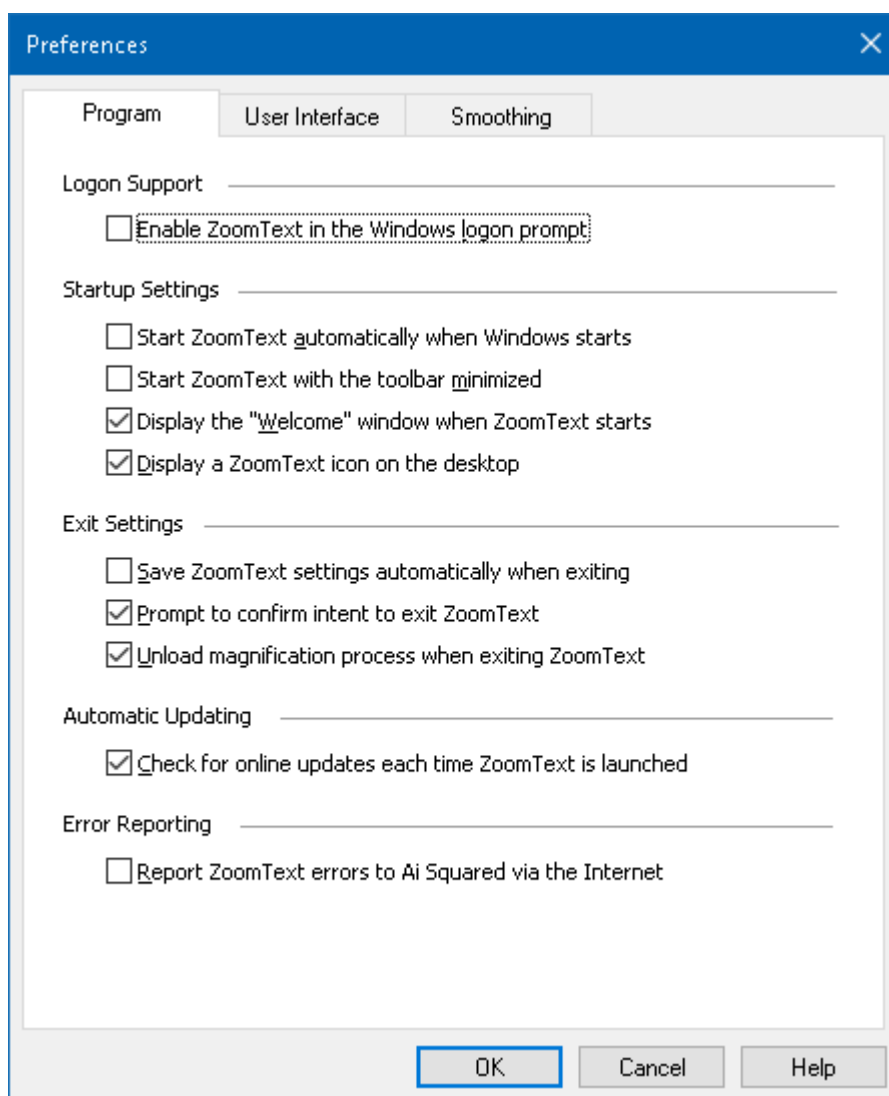 Preferences
Program User Interface Smoothing
Logon Support
Enable ZoomText in the Windows logon prompt
Startup Settings
Start ZoomText automatically when Windows starts
Start ZoomText with the toolbar minimized
Display the "Welcome" window when ZoomText starts
Display a ZoomText icon on the desktop
Exit Settings
Save ZoomText settings automatically when exiting
Prompt to confirm intent to exit ZoomText
Unload magnification process when exiting ZoomText
Automatic Updating
Check for online updates each time ZoomText is launched
Error Reporting
Report ZoomText errors to Ai Squared via the Internet
OK Cancel Help